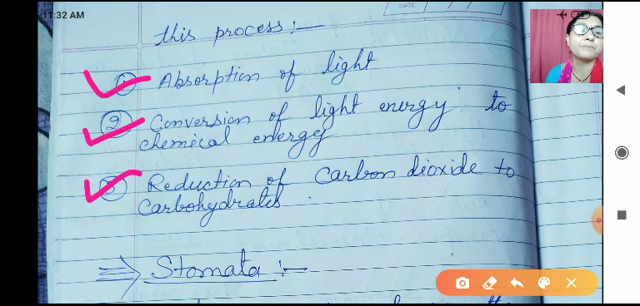 11:32 AM
DATE
this process:-
① Absorption of light
② Conversion of light energy to
chemical energy
③ Reduction of carbon dioxide to
carbohydrates.
⇒ Stomata :-